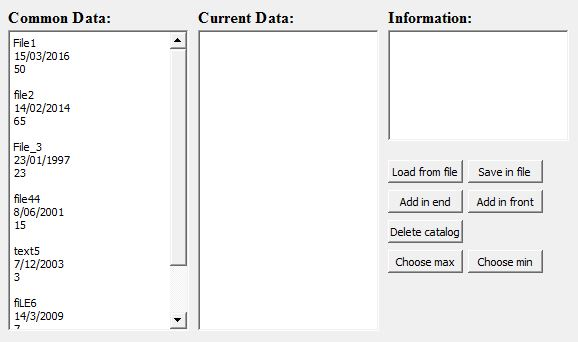 Common Data:
Current Data:
Information:
File1
15/03/2016
50
file2
14/02/2014
65
File_3
23/01/1997
23
file44
8/06/2001
15
text5
7/12/2003
3
fiLE6
14/3/2009
7
Load from file
Save in file
Add in end
Add in front
Delete catalog
Choose max
Choose min